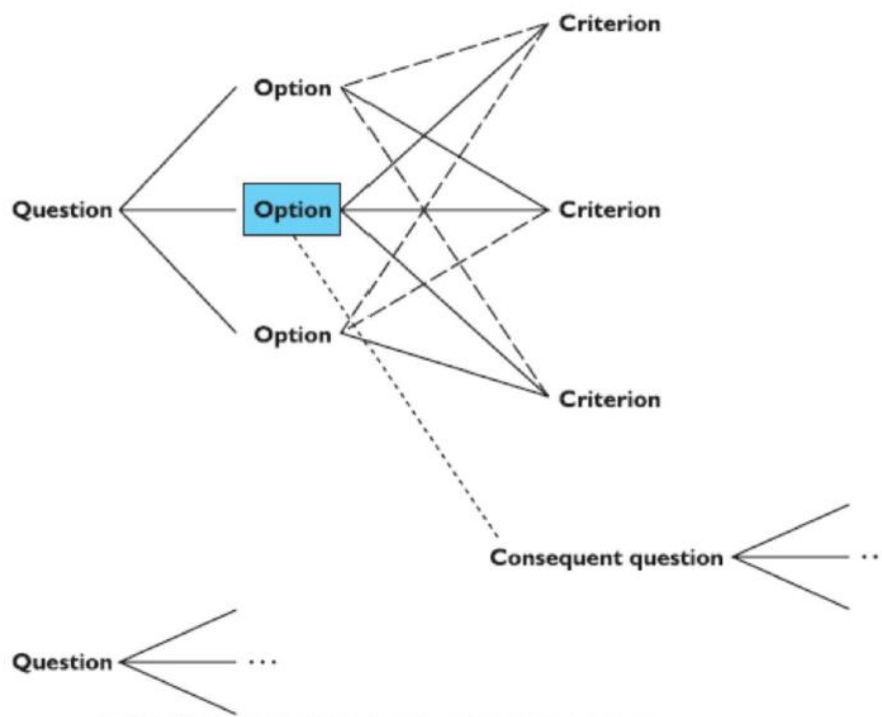 Criterion
Option
Question
Option
Criterion
Option
Criterion
Consequent question
..
Question
...